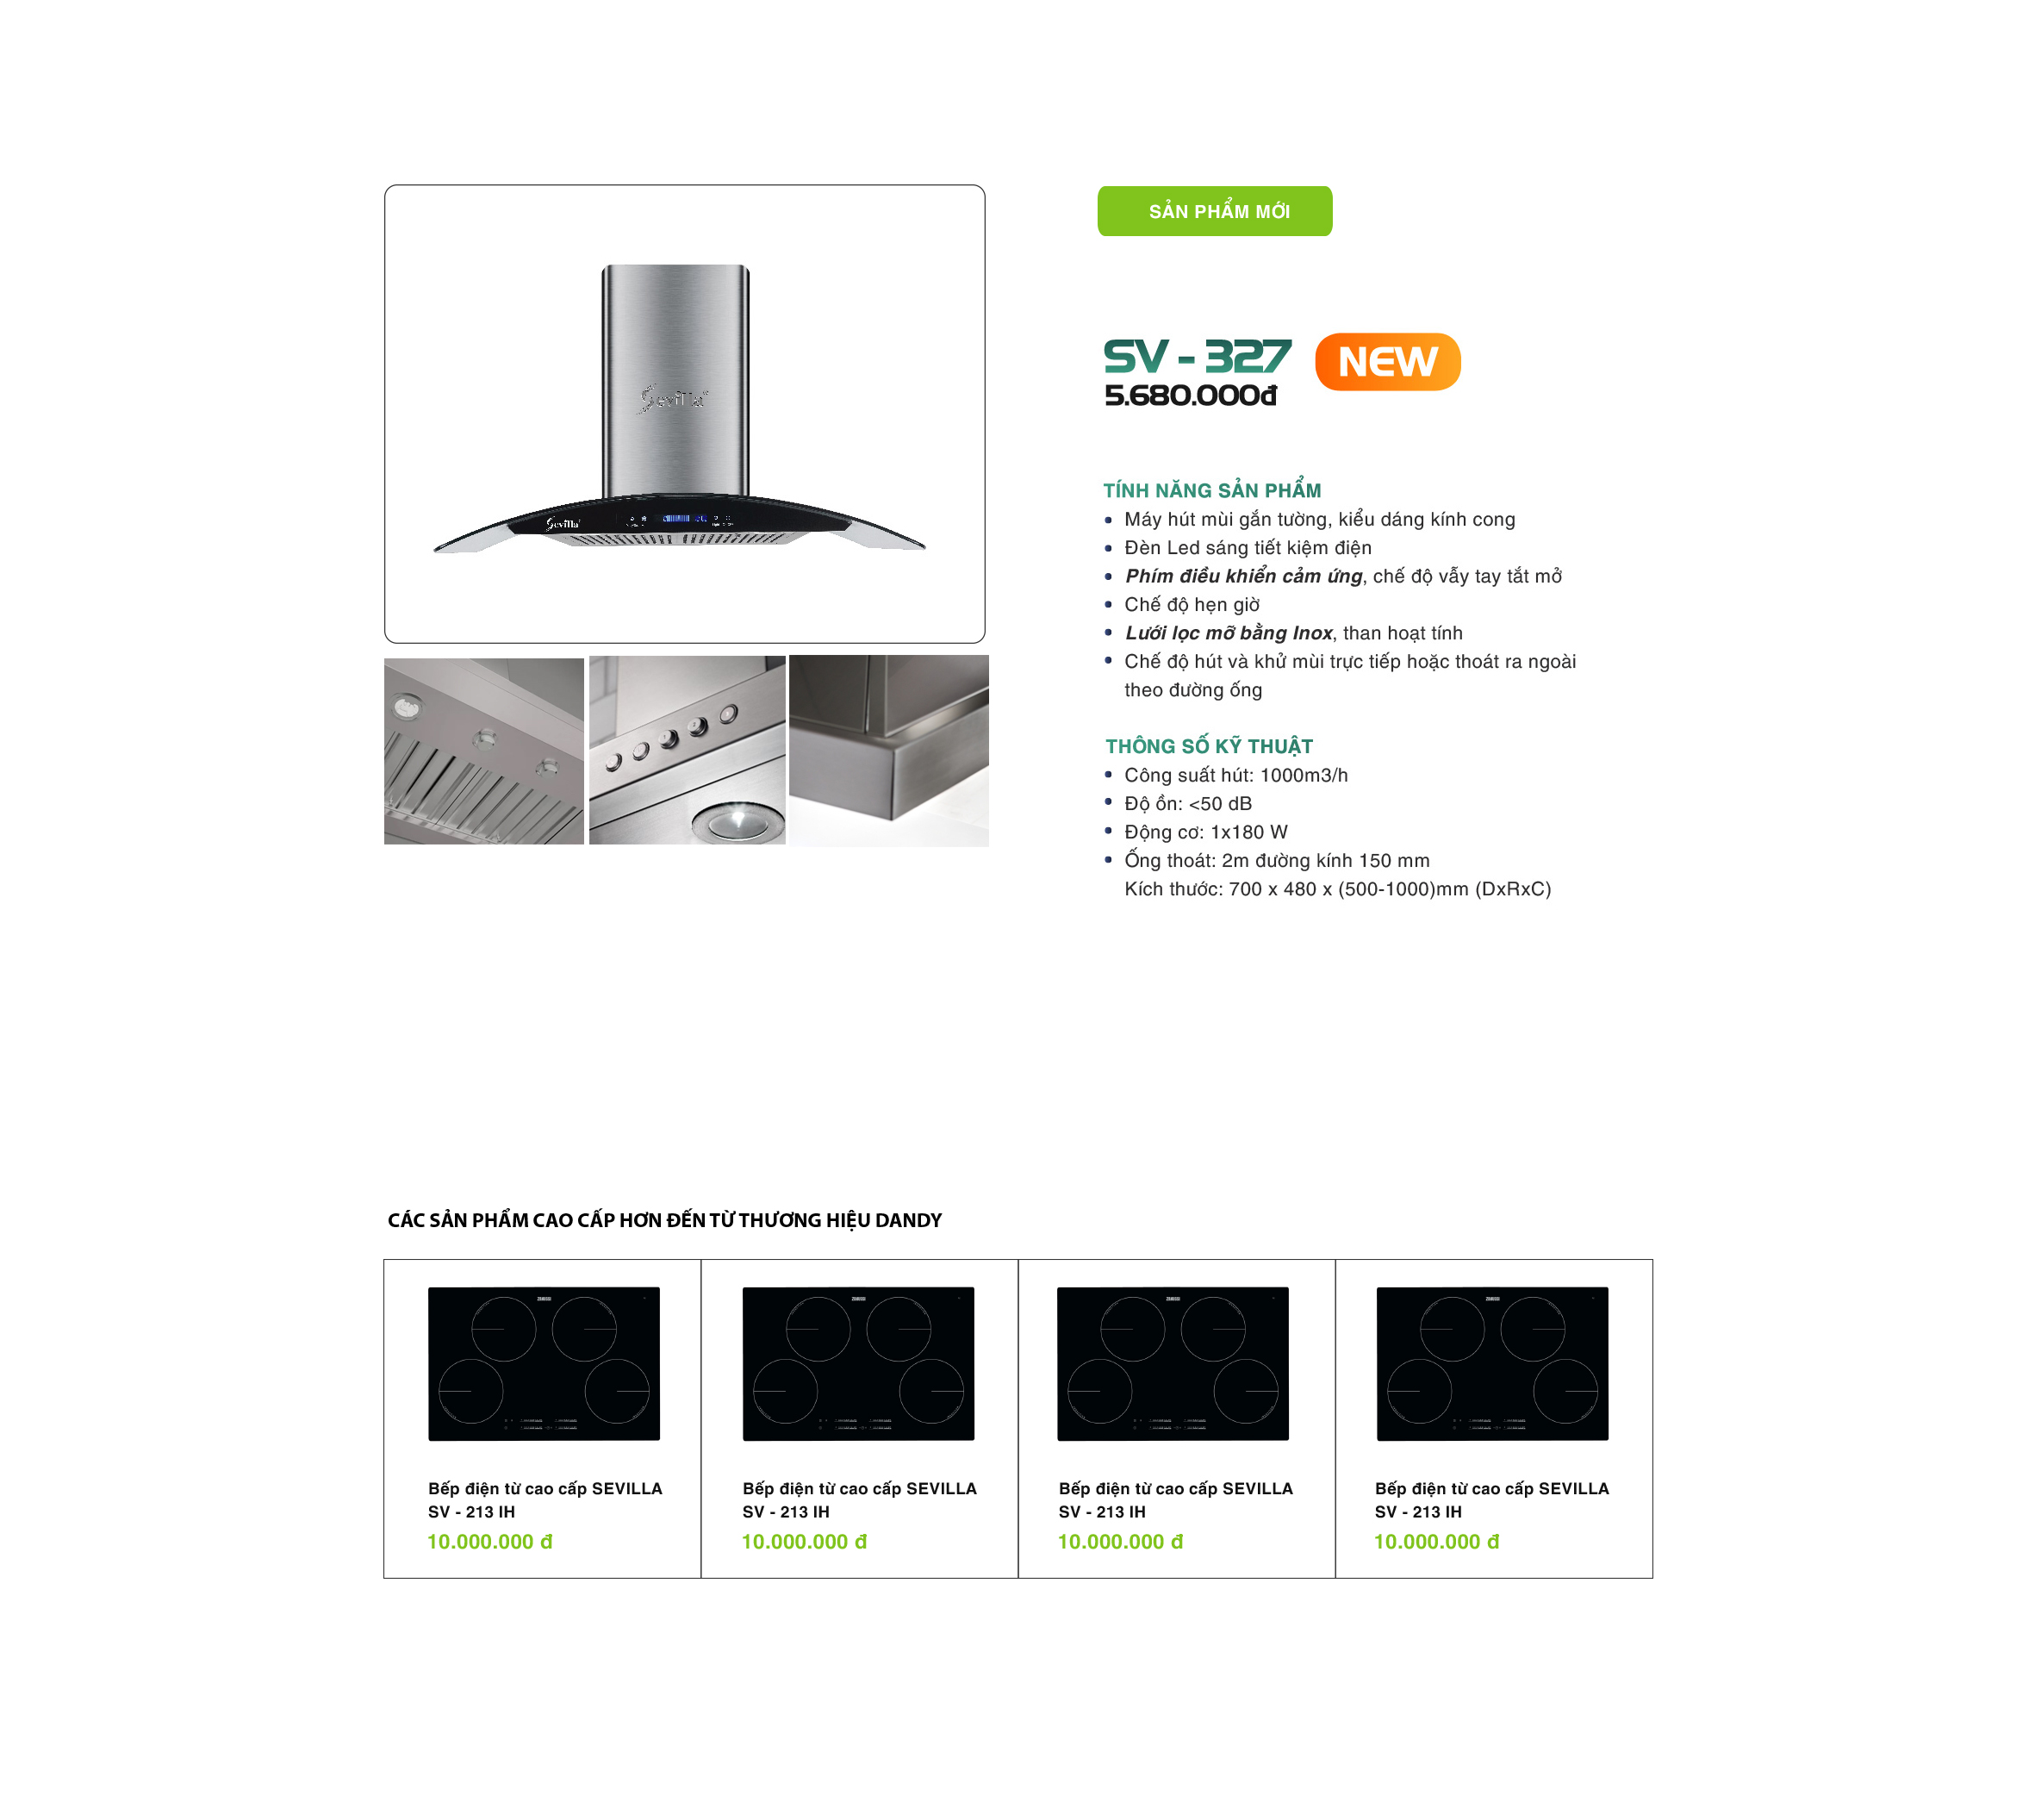 SẢN PHẨM MỚI
SV - 327 NEW
5.680.000đ
Sevilla
Sevilla
TÍNH NĂNG SẢN PHẨM
Máy hút mùi gắn tường, kiểu dáng kính cong
Đèn Led sáng tiết kiệm điện
Phím điều khiển cảm ứng, chế độ vẫy tay tắt mở
Chế độ hẹn giờ
Lưới lọc mỡ bằng Inox, than hoạt tính
Chế độ hút và khử mùi trực tiếp hoặc thoát ra ngoài
theo đường ống
THÔNG SỐ KỸ THUẬT
Công suất hút: 1000m3/h
Độ ồn: <50 dB
Động cơ: 1x180 W
Ống thoát: 2m đường kính 150 mm
Kích thước: 700 x 480 x (500-1000)mm (DxRxC)
CÁC SẢN PHẨM CAO CẤP HƠN ĐẾN TỪ THƯƠNG HIỆU DANDY
Bếp điện từ cao cấp SEVILLA
SV - 213 IH
10.000.000 đ
Bếp điện từ cao cấp SEVILLA
SV - 213 IH
10.000.000 đ
Bếp điện từ cao cấp SEVILLA
SV - 213 IH
10.000.000 đ
Bếp điện từ cao cấp SEVILLA
SV - 213 IH
10.000.000 đ